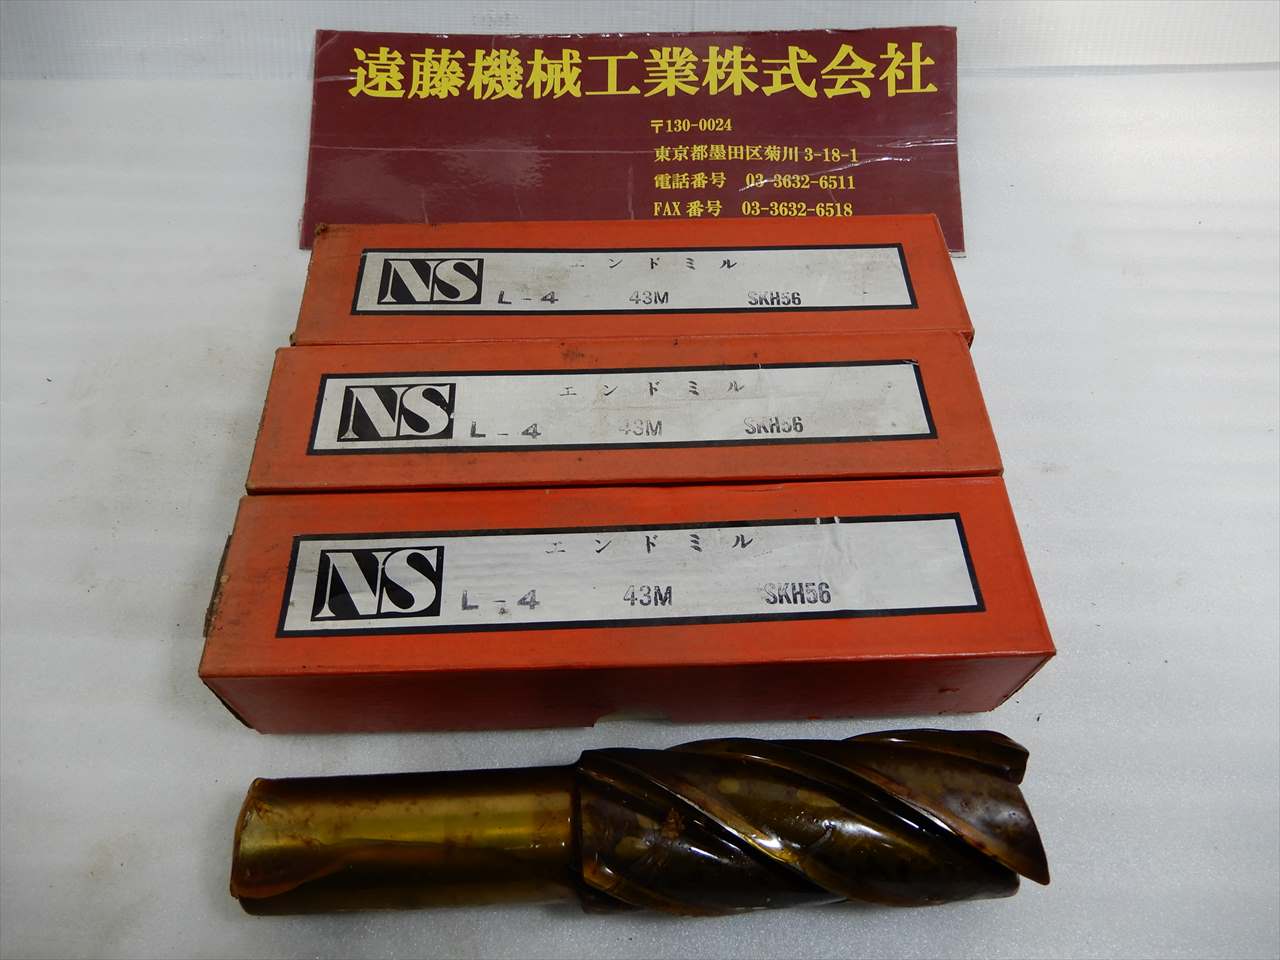 遠藤機械工業株式会社
〒130-0024
東京都墨田区菊川3-18-1
電話番号 03-3632-6511
FAX番号 03-3632-6518
NS
エンドミル
L-4 43M SKH56
NS
エンドミル
L-4 43M SKH56
NS
エンドミル
L-4 43M SKH56